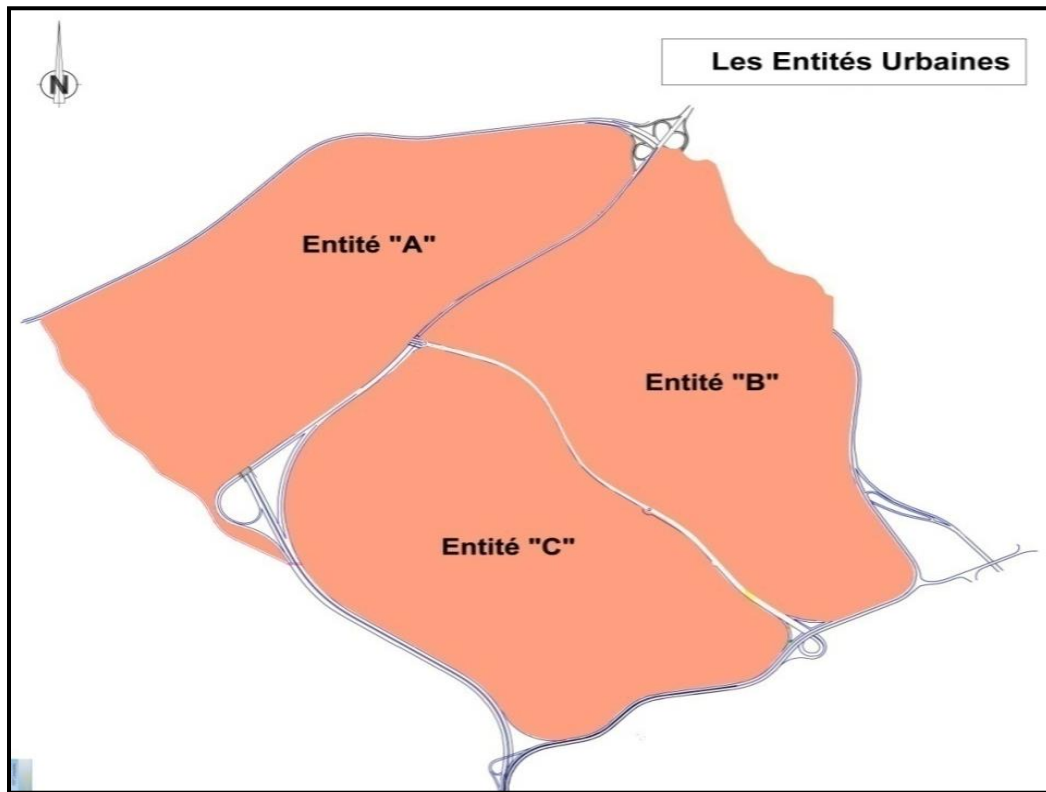 N
Les Entités Urbaines
Entité "A"
Entité "B"
Entité "C"